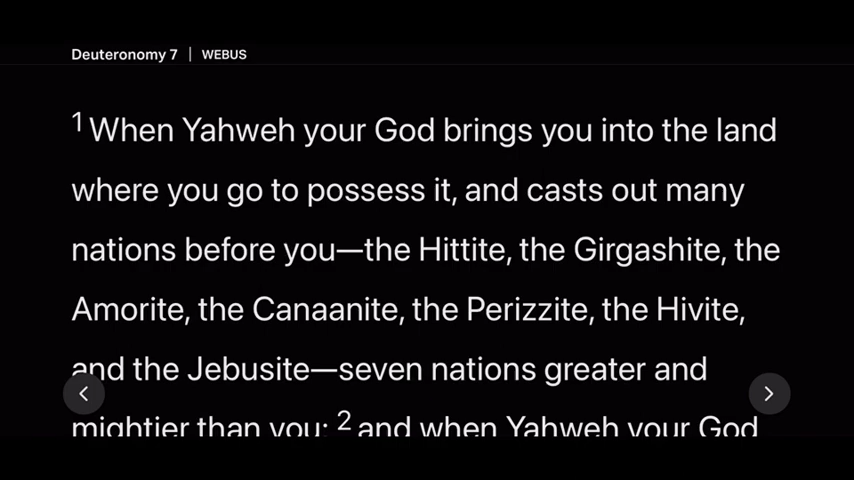 Deuteronomy 7 | WEBUS
1 When Yahweh your God brings you into the land
where you go to possess it, and casts out many
nations before you—the Hittite, the Girgashite, the
Amorite, the Canaanite, the Perizzite, the Hivite,
and the Jebusite—seven nations greater and
mightier than you; 2 and when Yahweh your God